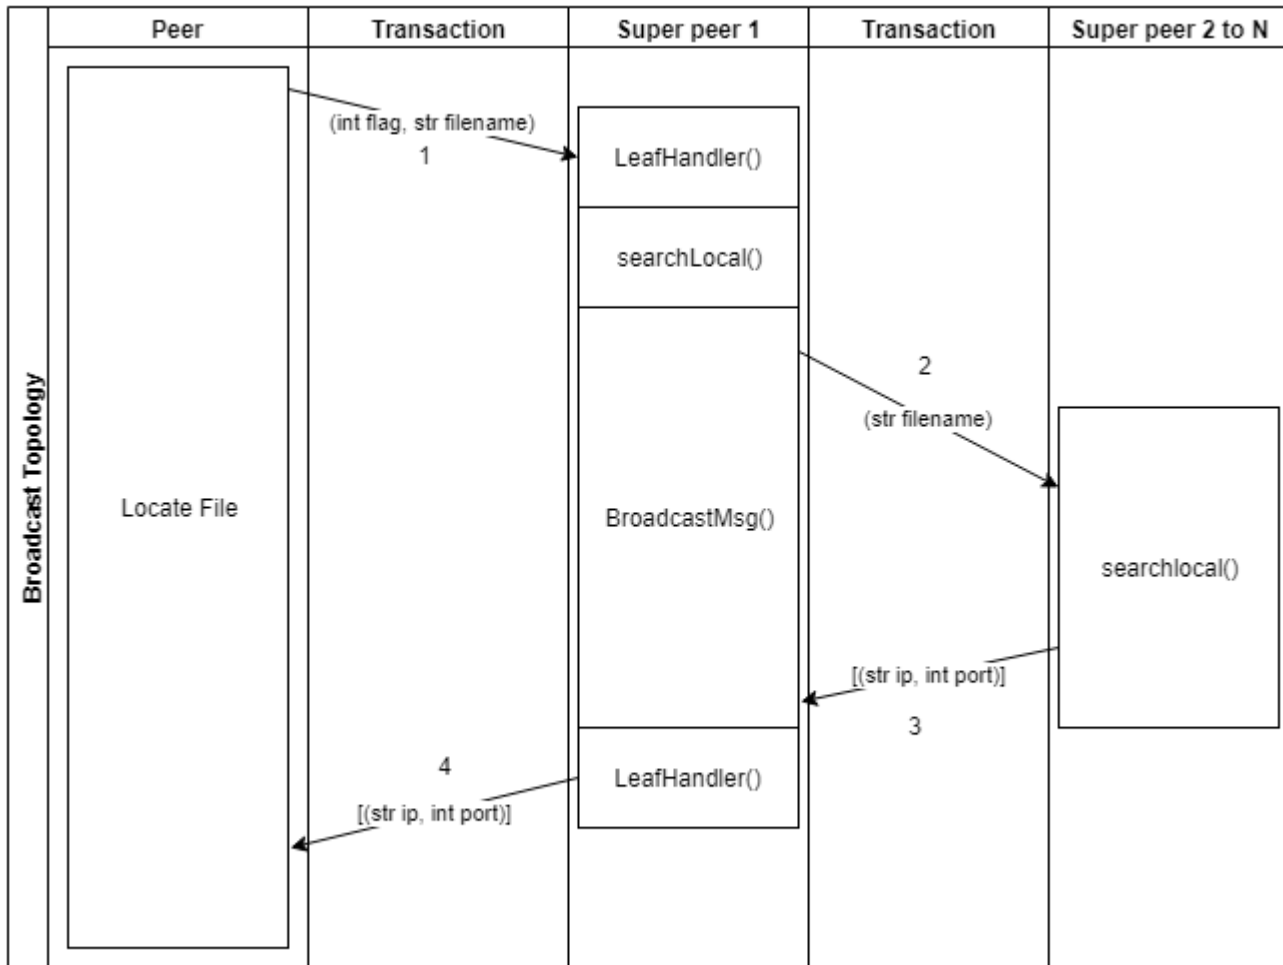 Peer
Transaction
Super peer 1
Transaction
Super peer 2 to N
Broadcast Topology
Locate File
(int flag, str filename)
1
LeafHandler()
searchLocal()
BroadcastMsg()
2
(str filename)
searchlocal()
[(str ip, int port)]
3
LeafHandler()
4
[(str ip, int port)]